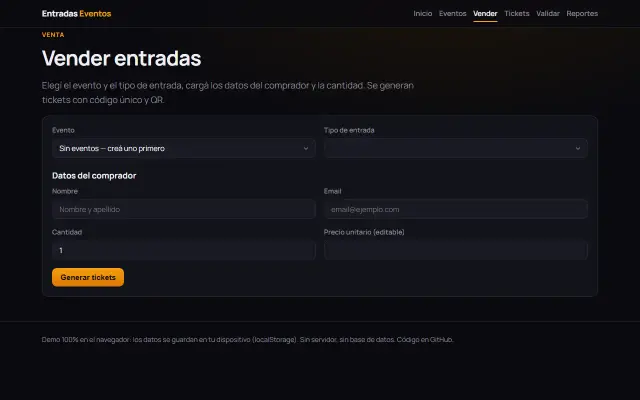 Entradas Eventos
Inicio Eventos Vender Tickets Validar Reportes
VENTA
Vender entradas
Elegí el evento y el tipo de entrada, cargá los datos del comprador y la cantidad. Se generan
tickets con código único y QR.
Evento Tipo de entrada
Sin eventos — creá uno primero
Datos del comprador
Nombre Email
Nombre y apellido email@ejemplo.com
Cantidad Precio unitario (editable)
1
Generar tickets
Demo 100% en el navegador: los datos se guardan en tu dispositivo (localStorage). Sin servidor, sin base de datos. Código en GitHub.